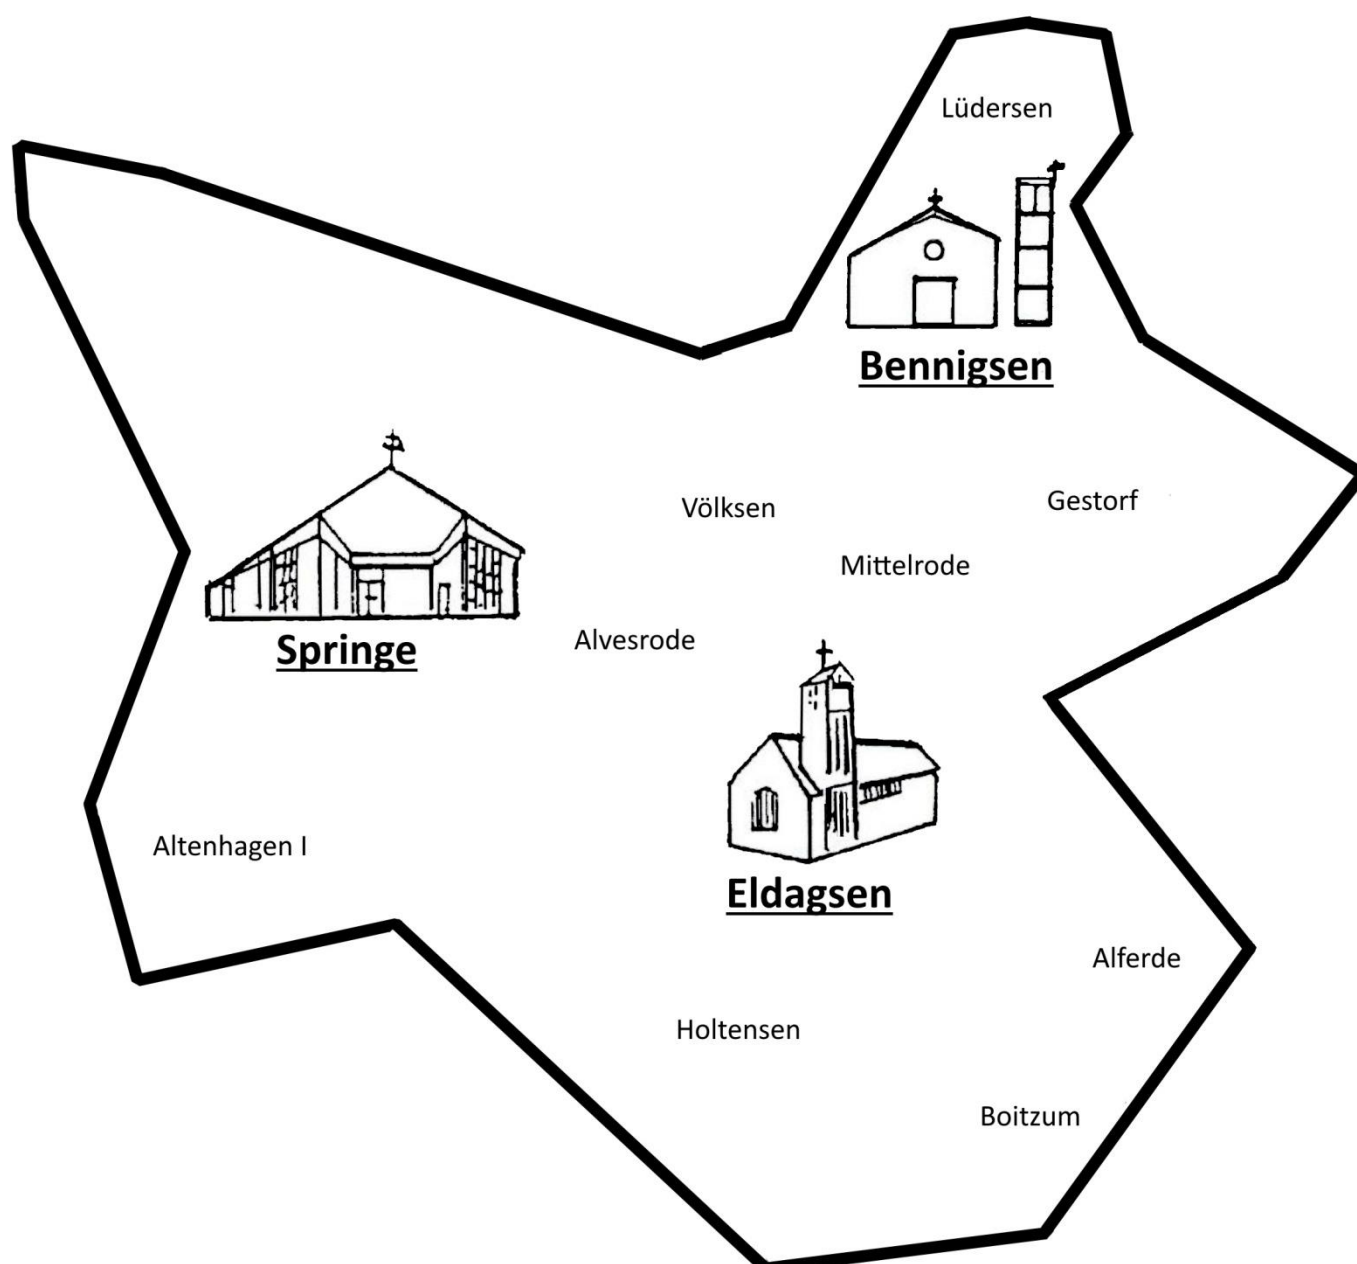 Lüdersen
Bennigsen
Völksen
Gestorf
Mittelrode
Alvesrode
Springe
Altenhagen I
Eldagsen
Alferde
Holtensen
Boitzum